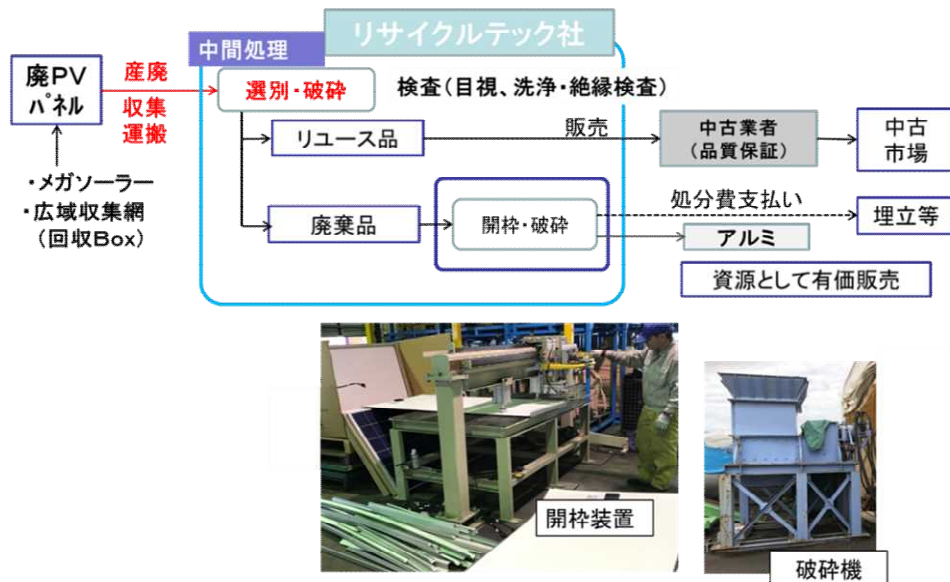 リサイクルテック社
中間処理
廃PV
パネル
産廃
収集
運搬
選別・破砕
検査(目視、洗浄・絶縁検査)
リユース品
販売
中古業者
(品質保証)
中古
市場
・メガソーラー
・広域収集網
(回収Box)
廃棄品
開枠・破砕
処分費支払い
埋立等
アルミ
資源として有価販売
開枠装置
破砕機